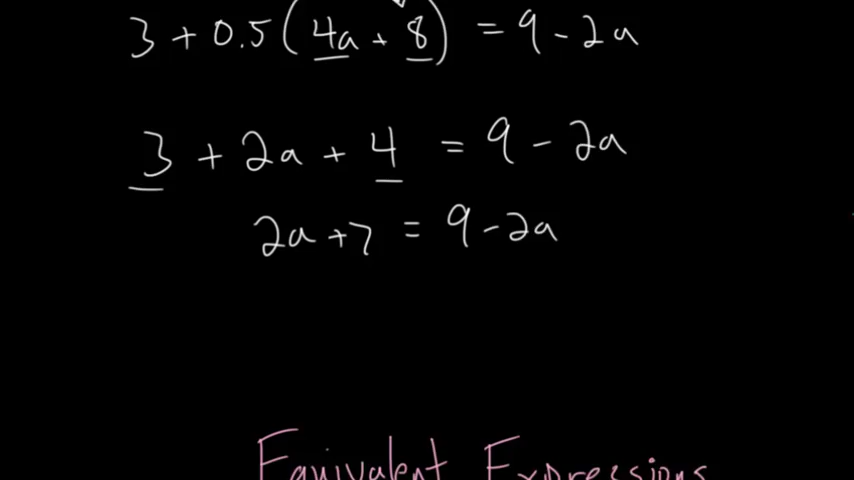 3 + 0.5(4a + 8) = 9 - 2a
3 + 2a + 4 = 9 - 2a
2a + 7 = 9 - 2a
Equivalent Expressions